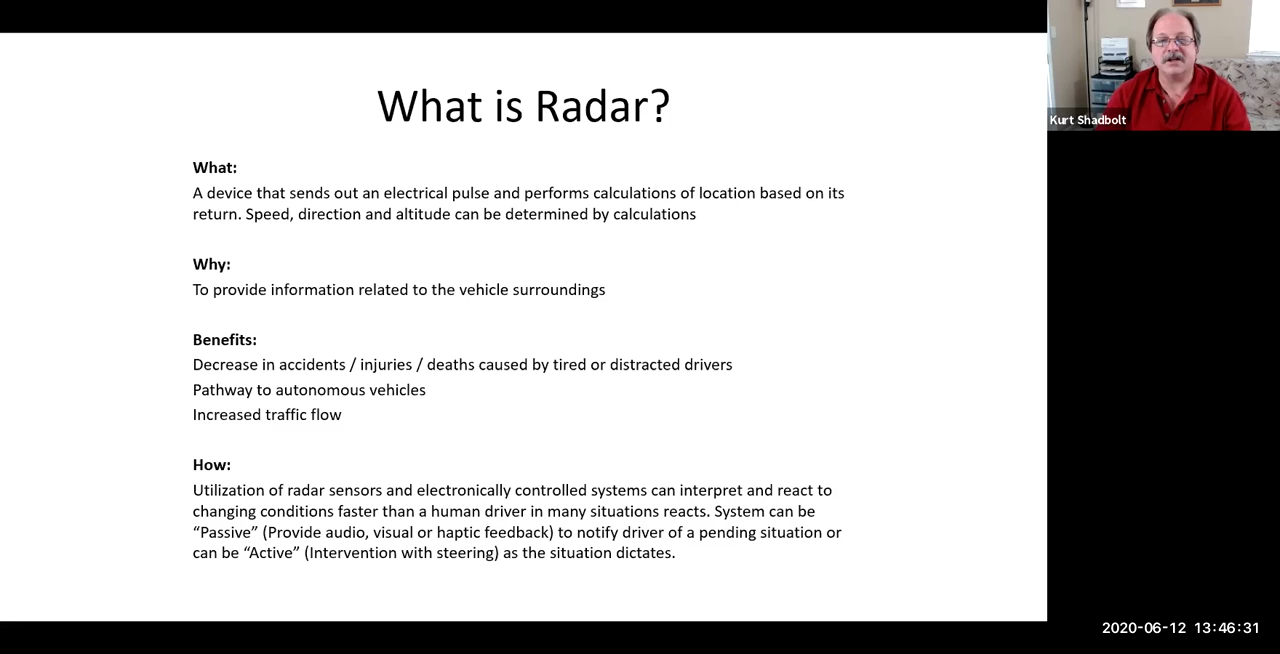 What is Radar?
What:
A device that sends out an electrical pulse and performs calculations of location based on its
return. Speed, direction and altitude can be determined by calculations
Why:
To provide information related to the vehicle surroundings
Benefits:
Decrease in accidents / injuries / deaths caused by tired or distracted drivers
Pathway to autonomous vehicles
Increased traffic flow
How:
Utilization of radar sensors and electronically controlled systems can interpret and react to
changing conditions faster than a human driver in many situations reacts. System can be
“Passive” (Provide audio, visual or haptic feedback) to notify driver of a pending situation or
can be “Active” (Intervention with steering) as the situation dictates.
Kurt Shadbolt
2020-06-12 13:46:31